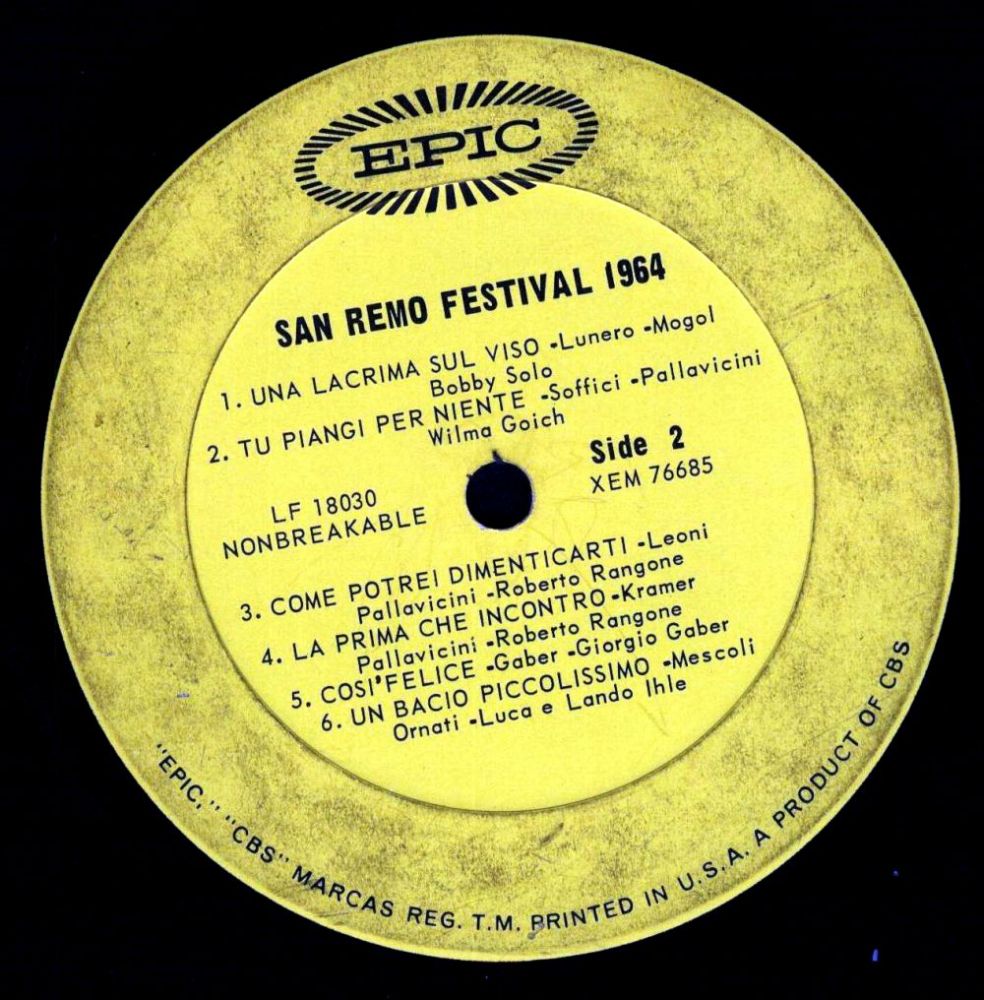 EPIC
SAN REMO FESTIVAL 1964
1. UNA LACRIMA SUL VISO -Lunero -Mogol
Bobby Solo
2. TU PIANGI PER NIENTE -Soffici -Pallavicini
Wilma Goich
Side 2
XEM 76685
LF 18030
NONBREAKABLE
3. COME POTREI DIMENTICARTI -Leoni
Pallavicini -Roberto Rangone
4. LA PRIMA CHE INCONTRO -Kramer
Pallavicini -Roberto Rangone
5. COSI' FELICE -Gaber -Giorgio Gaber
6. UN BACIO PICCOLISSIMO -Mescoli
Ornati -Luca e Lando Ihle
"EPIC," "CBS" MARCAS REG. T.M. PRINTED IN U.S.A. A PRODUCT OF CBS